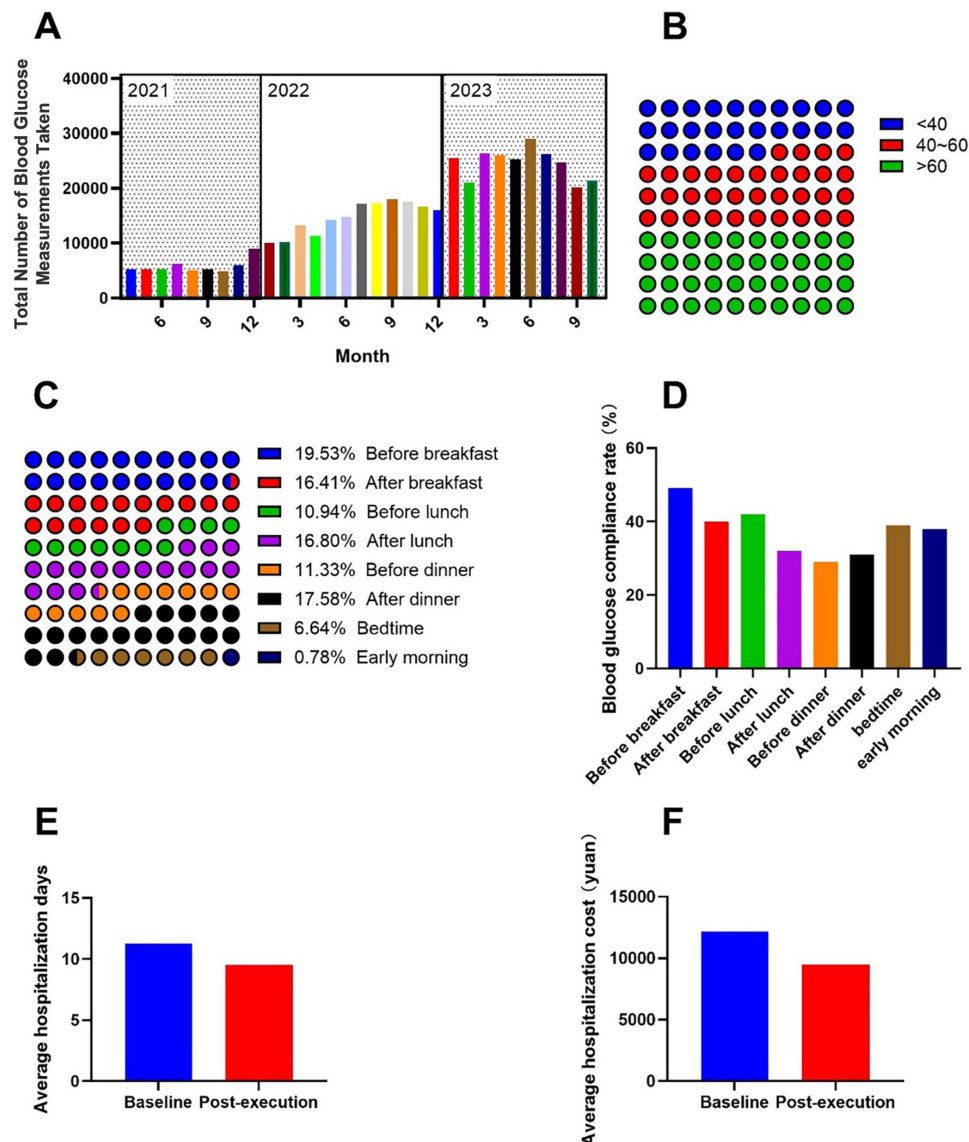 A
Total Number of Blood Glucose
Measurements Taken
40000
30000
20000
10000
0
2021
2022
2023
6
9
12
3
6
9
12
3
6
9
Month
B
<40
40~60
>60
C
19.53% Before breakfast
16.41% After breakfast
10.94% Before lunch
16.80% After lunch
11.33% Before dinner
17.58% After dinner
6.64% Bedtime
0.78% Early morning
D
Blood glucose compliance rate（%）
60
40
20
0
Before breakfast
After breakfast
Before lunch
After lunch
Before dinner
After dinner
bedtime
early morning
E
Average hospitalization days
15
10
5
0
Baseline
Post-execution
F
Average hospitalization cost（yuan）
15000
10000
5000
0
Baseline
Post-execution